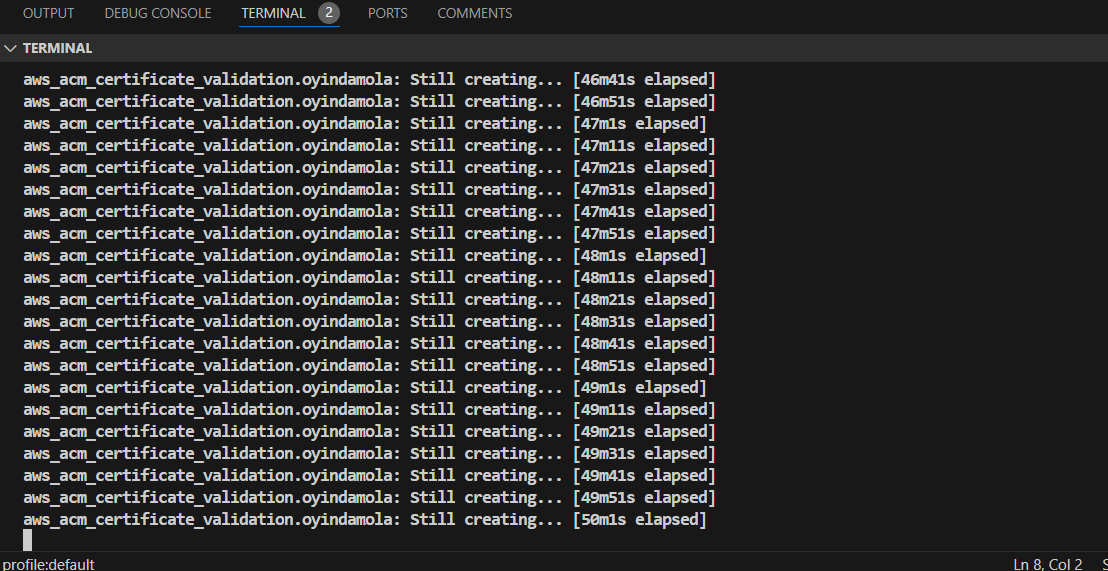 OUTPUT DEBUG CONSOLE TERMINAL 2 PORTS COMMENTS
TERMINAL
aws_acm_certificate_validation.oyindamola: Still creating... [46m41s elapsed]
aws_acm_certificate_validation.oyindamola: Still creating... [46m51s elapsed]
aws_acm_certificate_validation.oyindamola: Still creating... [47m1s elapsed]
aws_acm_certificate_validation.oyindamola: Still creating... [47m11s elapsed]
aws_acm_certificate_validation.oyindamola: Still creating... [47m21s elapsed]
aws_acm_certificate_validation.oyindamola: Still creating... [47m31s elapsed]
aws_acm_certificate_validation.oyindamola: Still creating... [47m41s elapsed]
aws_acm_certificate_validation.oyindamola: Still creating... [47m51s elapsed]
aws_acm_certificate_validation.oyindamola: Still creating... [48m1s elapsed]
aws_acm_certificate_validation.oyindamola: Still creating... [48m11s elapsed]
aws_acm_certificate_validation.oyindamola: Still creating... [48m21s elapsed]
aws_acm_certificate_validation.oyindamola: Still creating... [48m31s elapsed]
aws_acm_certificate_validation.oyindamola: Still creating... [48m41s elapsed]
aws_acm_certificate_validation.oyindamola: Still creating... [48m51s elapsed]
aws_acm_certificate_validation.oyindamola: Still creating... [49m1s elapsed]
aws_acm_certificate_validation.oyindamola: Still creating... [49m11s elapsed]
aws_acm_certificate_validation.oyindamola: Still creating... [49m21s elapsed]
aws_acm_certificate_validation.oyindamola: Still creating... [49m31s elapsed]
aws_acm_certificate_validation.oyindamola: Still creating... [49m41s elapsed]
aws_acm_certificate_validation.oyindamola: Still creating... [49m51s elapsed]
aws_acm_certificate_validation.oyindamola: Still creating... [50m1s elapsed]
profile:default Ln 8, Col 2